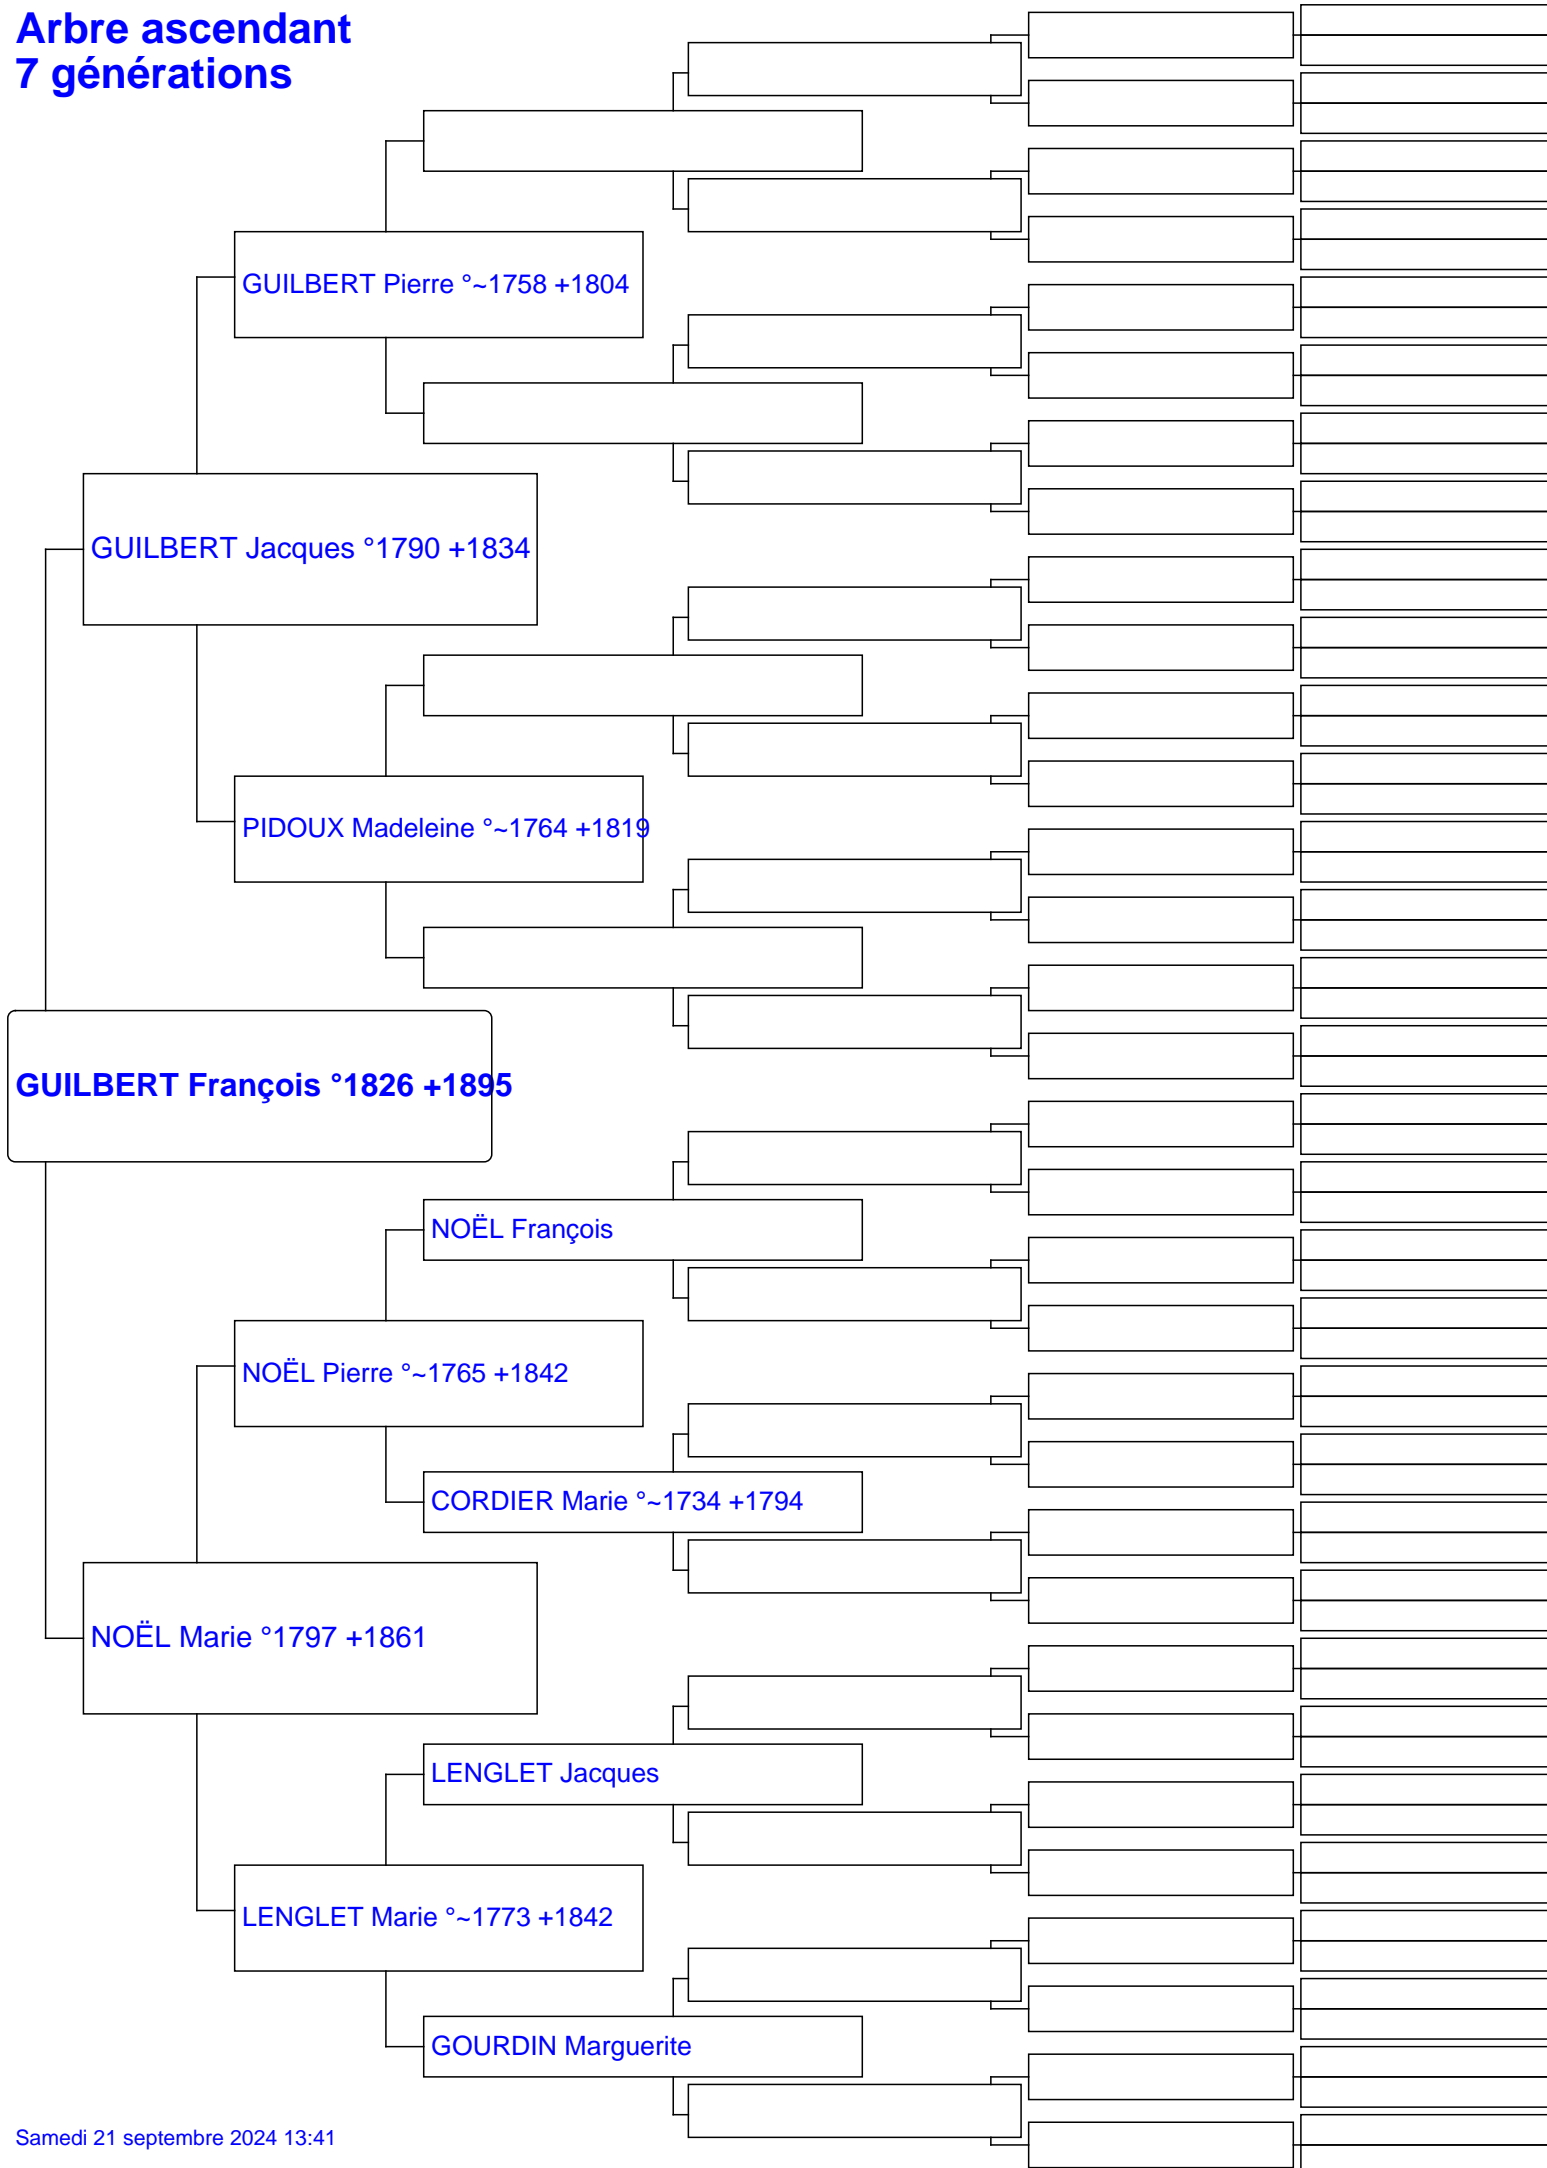 Arbre ascendant
7 générations
GUILBERT Pierre °~1758 +1804
GUILBERT Jacques °1790 +1834
PIDOUX Madeleine °~1764 +1819
GUILBERT François °1826 +1895
NOËL François
NOËL Pierre °~1765 +1842
CORDIER Marie °~1734 +1794
NOËL Marie °1797 +1861
LENGLET Jacques
LENGLET Marie °~1773 +1842
GOURDIN Marguerite
Samedi 21 septembre 2024 13:41